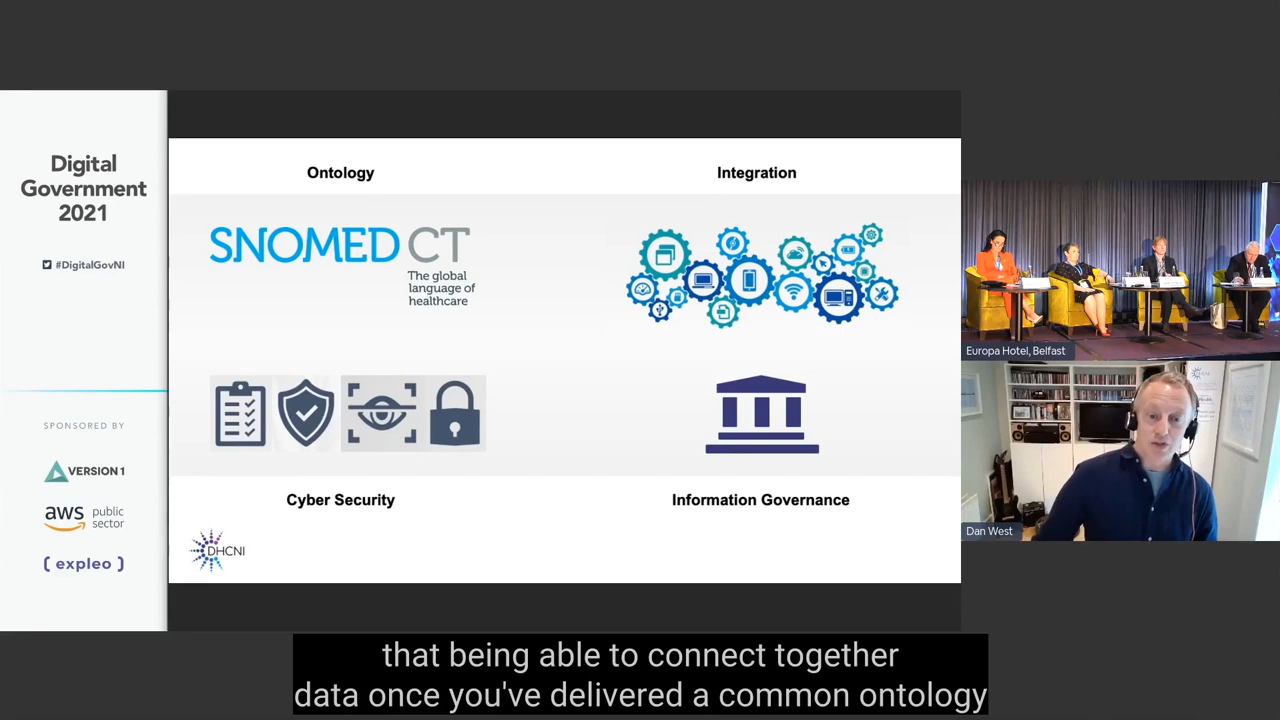 Digital
Government
2021
#DigitalGovNI
SPONSORED BY
VERSION 1
aws public
sector
expleo
Ontology
Integration
SNOMED CT
The global
language of
healthcare
Cyber Security
Information Governance
DHCNI
Europa Hotel, Belfast
Dan West
that being able to connect together
data once you've delivered a common ontology